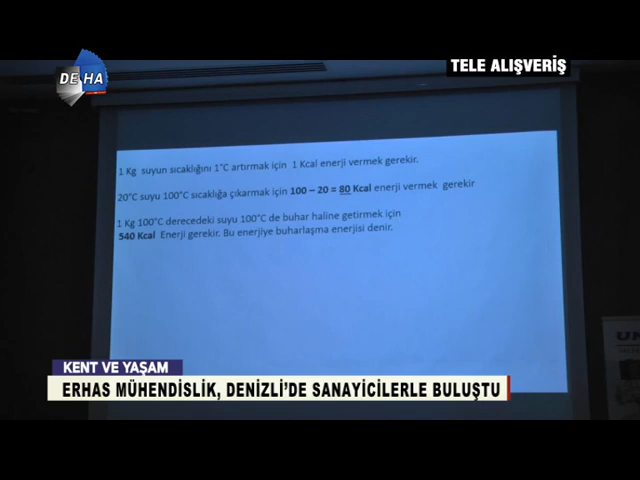 DEHA
TELE ALIŞVERİŞ
1 Kg suyun sıcaklığını 1°C artırmak için 1 Kcal enerji vermek gerekir.
20°C suyu 100°C sıcaklığa çıkarmak için 100 – 20 = 80 Kcal enerji vermek gerekir
1 Kg 100°C derecedeki suyu 100°C de buhar haline getirmek için
540 Kcal Enerji gerekir. Bu enerjiye buharlaşma enerjisi denir.
KENT VE YAŞAM
ERHAS MÜHENDİSLİK, DENİZLİ'DE SANAYİCİLERLE BULUŞTU